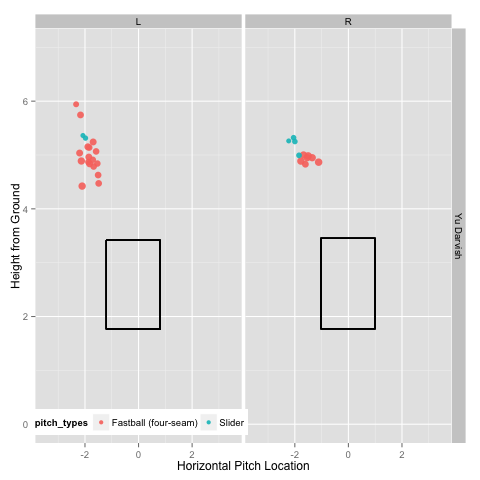 L
R
6
4
2
0
Height from Ground
Yu Darvish
pitch_types
Fastball (four-seam)
Slider
-2
0
2
-2
0
2
Horizontal Pitch Location